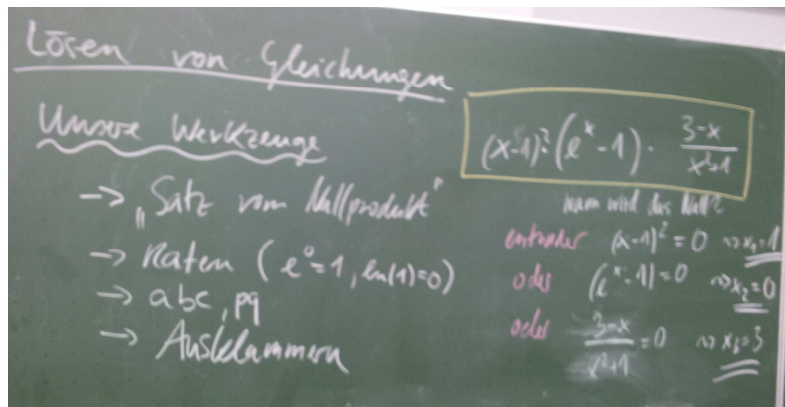 Lösen von Gleichungen
Unsere Werkzeuge
→ "Satz vom Nullprodukt"
→ Raten (e⁰=1, ln(1)=0)
→ abc, pq
→ Ausklammern
(x-1)²·(eˣ-1)· (3-x)/(x²+1)
Wann wird das Null?
entweder (x-1)²=0 ⇝ x₁=1
oder (eˣ-1)=0 ⇝ x₂=0
oder (3-x)/(x²+1)=0 ⇝ x₃=3